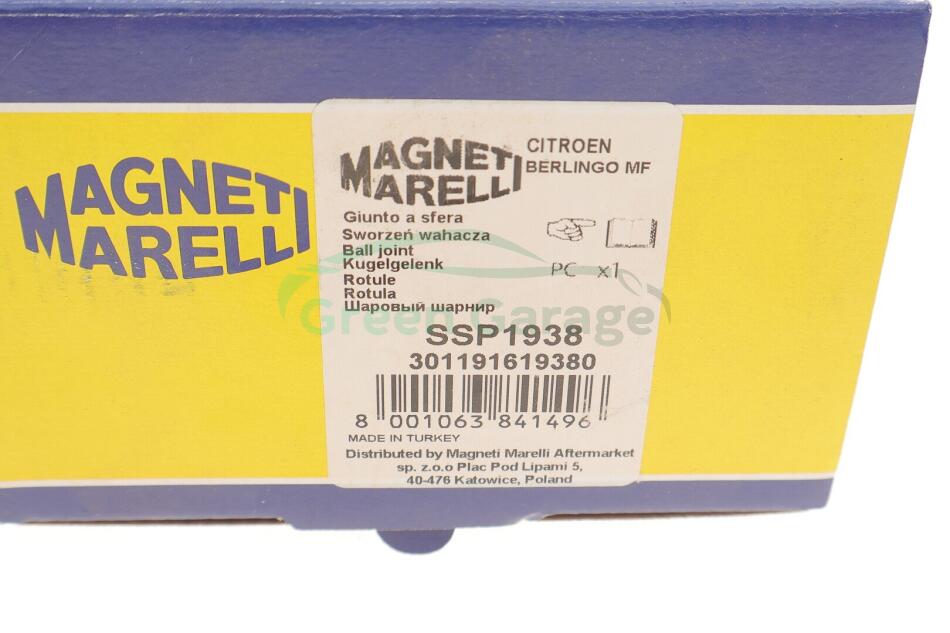 MAGNETI
MARELLI
MAGNETI
MARELLI
CITROEN
BERLINGO MF
Giunto a sfera
Sworzeń wahacza
Ball joint
Kugelgelenk
Rotule
Rotula
Шаровый шарнир
PC x1
Green Garage
SSP1938
301191619380
8 001063 841496
MADE IN TURKEY
Distributed by Magneti Marelli Aftermarket
sp. z.o.o Plac Pod Lipami 5,
40-476 Katowice, Poland